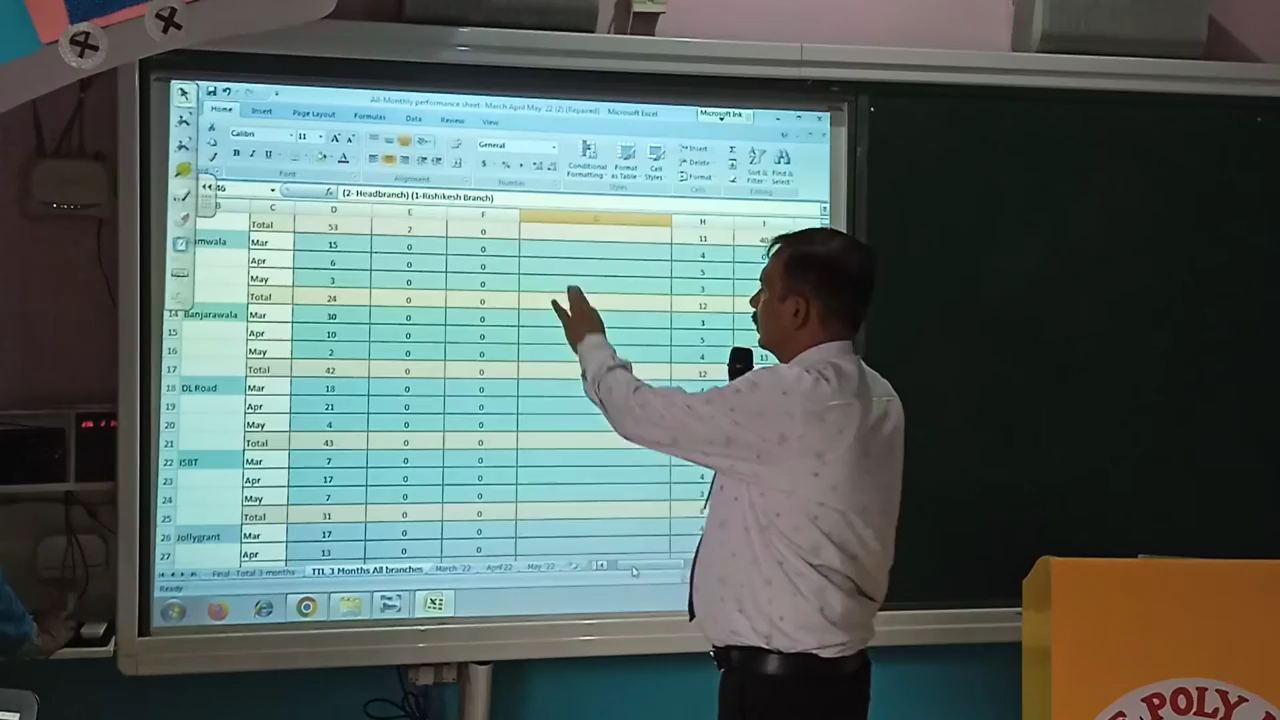 All-Monthly performance sheet- March April May '22 (2) (Repaired) Microsoft Excel Microsoft Ink
Home Insert Page Layout Formulas Data Review View
Calibri 11 General Insert
B I U Conditional Formatting Format as Table Cell Styles Delete Sort & Filter Find & Select
Format
Font Alignment Number Styles Cells Editing
46 fx (2- Headbranch) (1-Rishikesh Branch)
B C D E F G H I
Total 53 2 0 11 40
mwala Mar 15 0 0 4 0
Apr 6 0 0 5
May 3 0 0 3
Total 24 0 0 12
14 Banjarawala Mar 30 0 0 3
15 Apr 10 0 0 5
16 May 2 0 0 4 13
17 Total 42 0 0 12
18 DL Road Mar 18 0 0
19 Apr 21 0 0
20 May 4 0 0
21 Total 43 0 0
22 ISBT Mar 7 0 0
23 Apr 17 0 0 4
24 May 7 0 0
25 Total 31 0 0
26 Jollygrant Mar 17 0 0
27 Apr 13 0 0
Final -Total 3 months TTL 3 Months All branches March '22 April'22 May '22
Ready
POLY